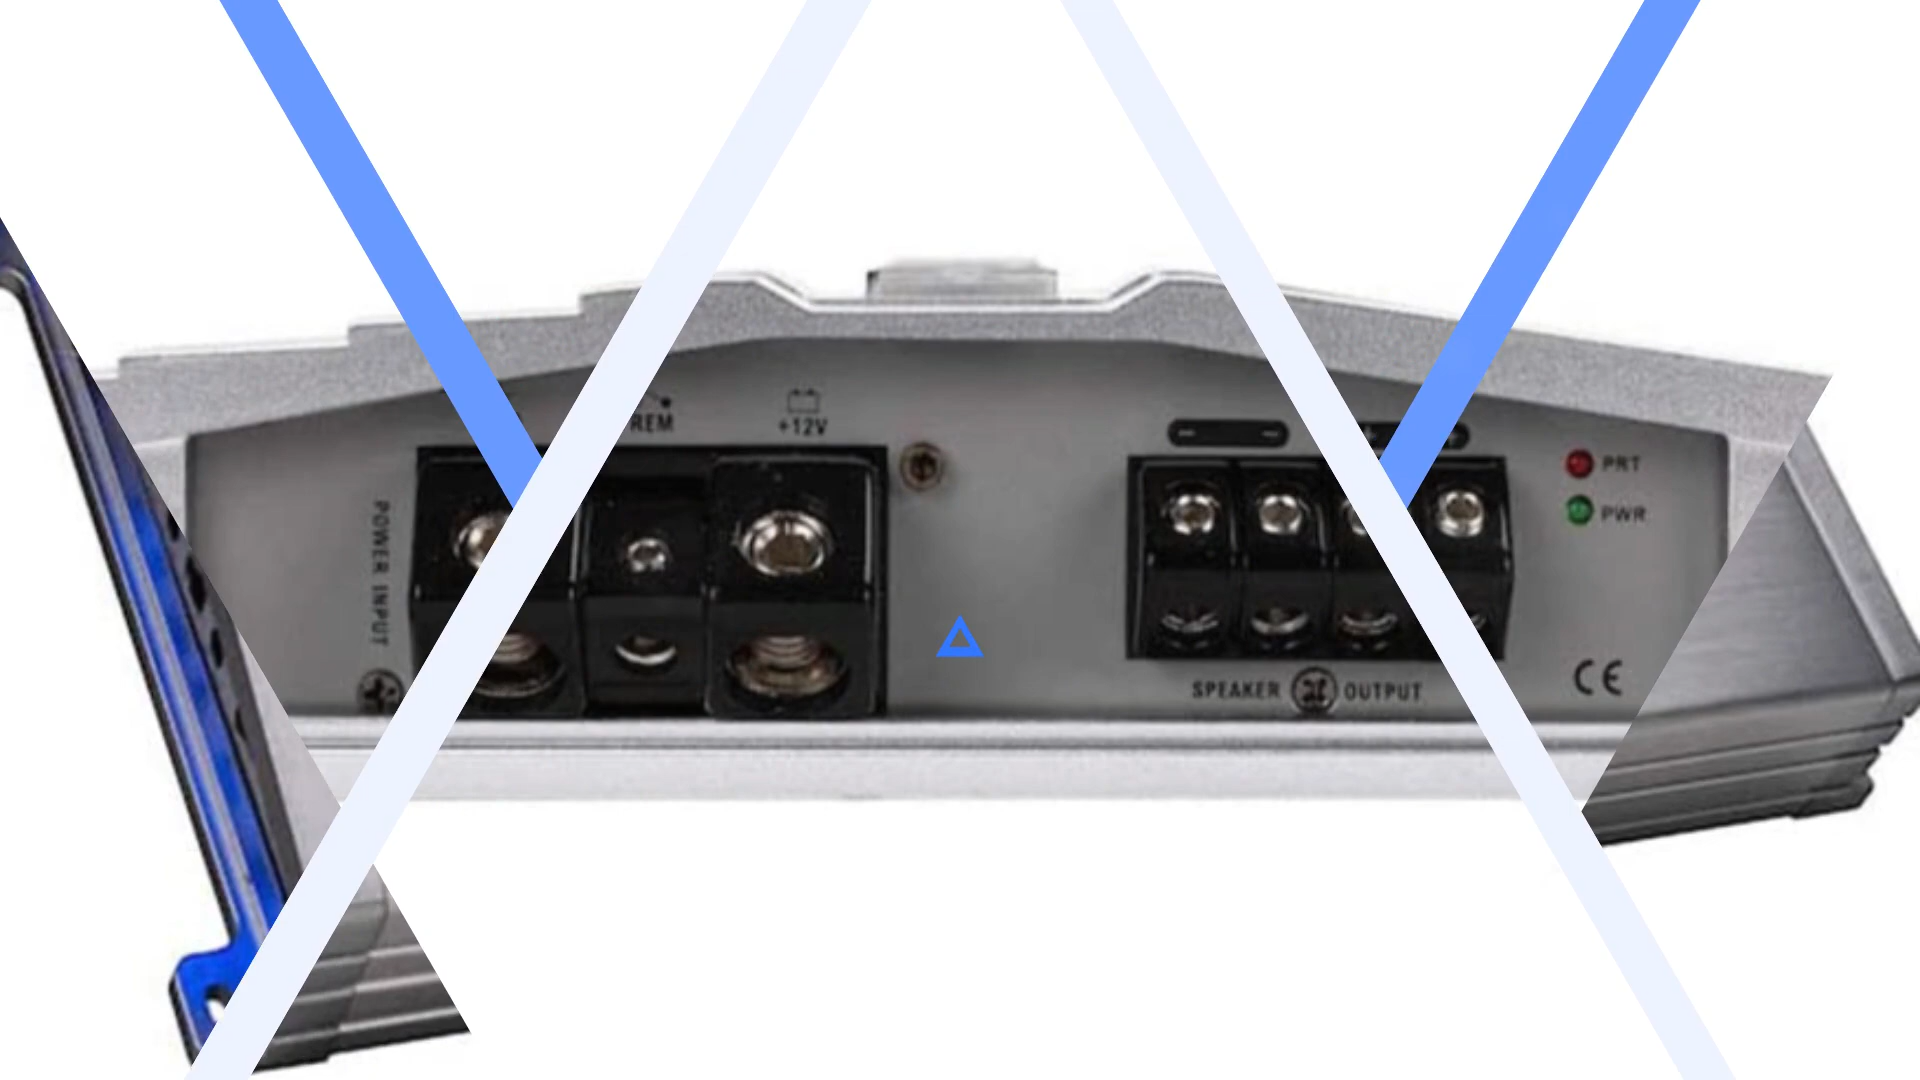 REM
+12V
POWER INPUT
PRT
PWR
SPEAKER OUTPUT
CE